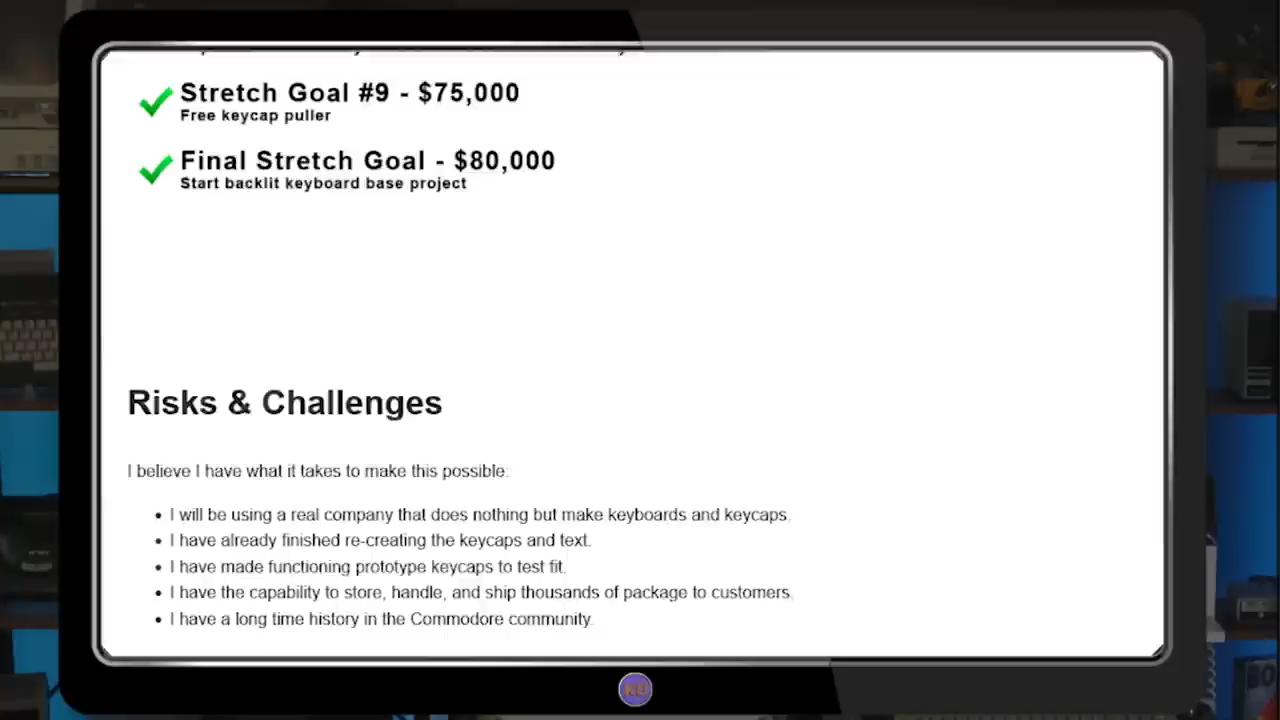 Stretch Goal #9 - $75,000
Free keycap puller
Final Stretch Goal - $80,000
Start backlit keyboard base project
Risks & Challenges
I believe I have what it takes to make this possible:
• I will be using a real company that does nothing but make keyboards and keycaps.
• I have already finished re-creating the keycaps and text.
• I have made functioning prototype keycaps to test fit.
• I have the capability to store, handle, and ship thousands of package to customers.
• I have a long time history in the Commodore community.